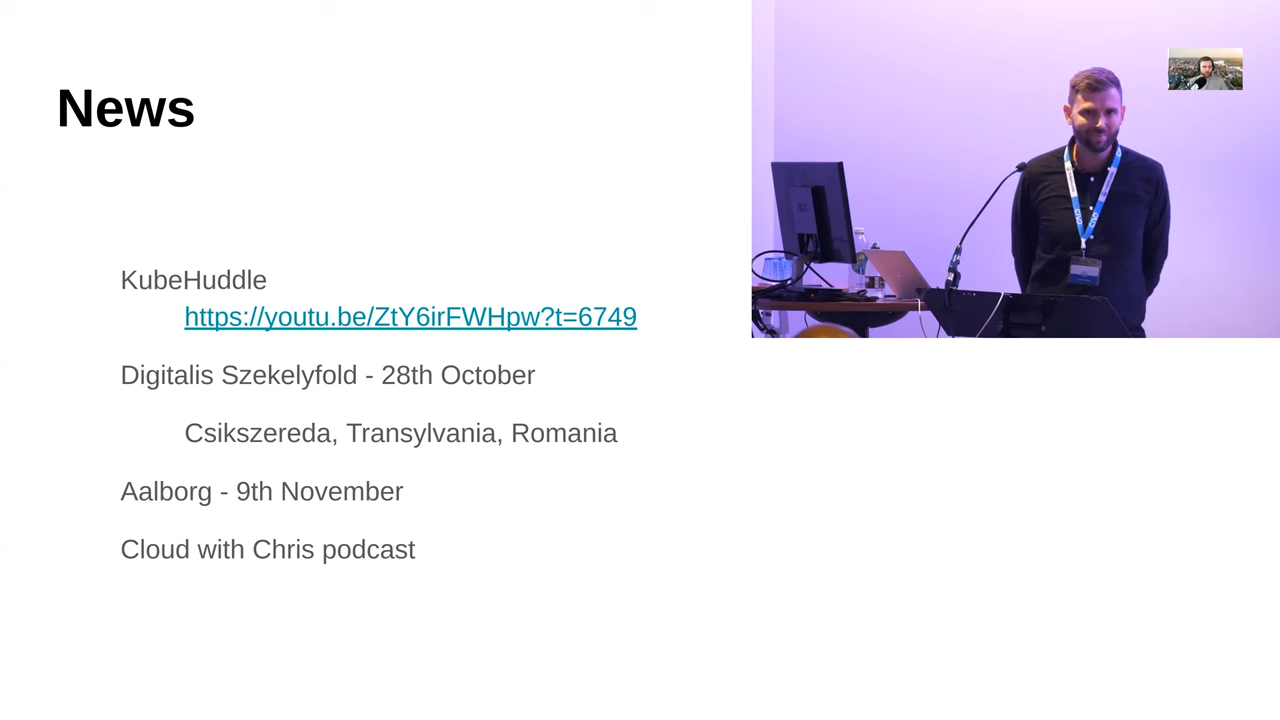 News
KubeHuddle
https://youtu.be/ZtY6irFWHpw?t=6749
Digitalis Szekelyfold - 28th October
Csikszereda, Transylvania, Romania
Aalborg - 9th November
Cloud with Chris podcast